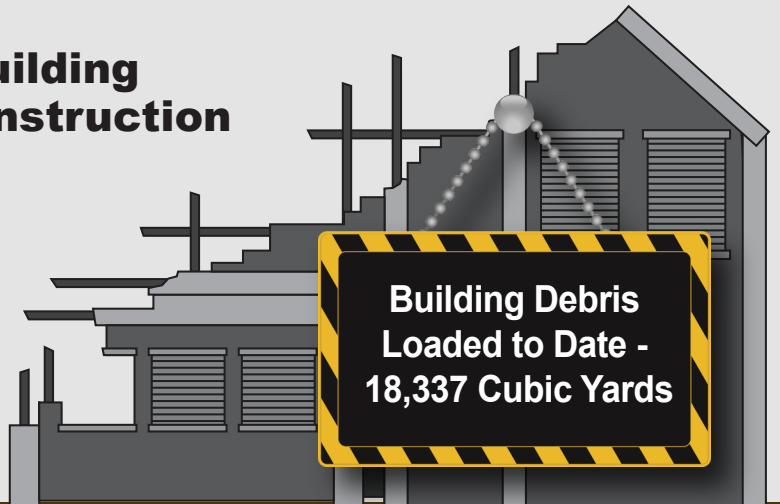 uilding
nstruction
Building Debris
Loaded to Date -
18,337 Cubic Yards